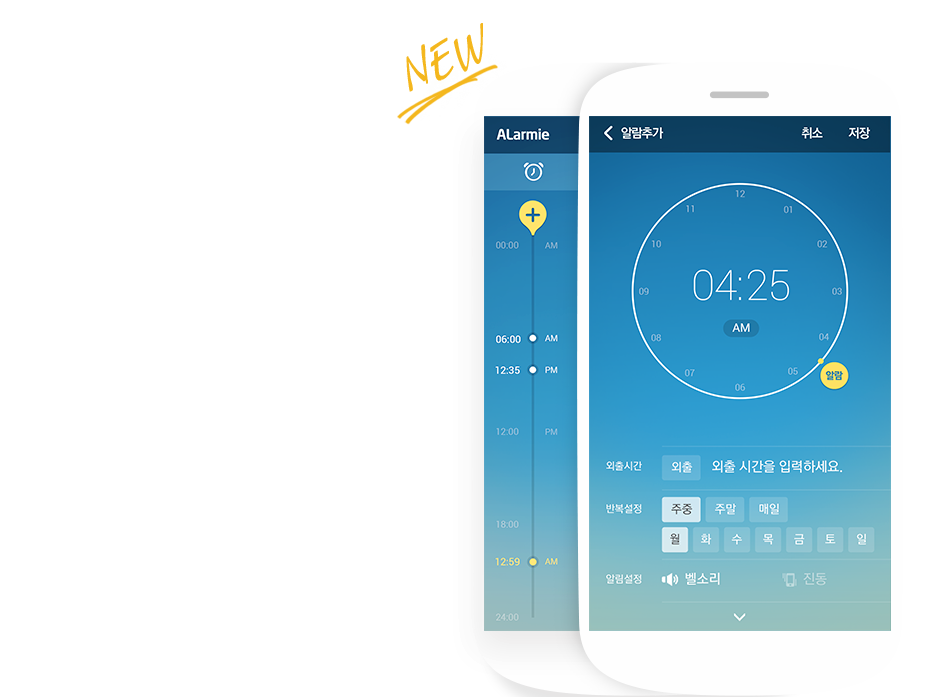 NEW
ALarmie
00:00 AM
06:00 AM
12:35 PM
12:00 PM
18:00
12:59 AM
24:00
알람추가 취소 저장
12
11 01
10 02
09 03
08 04
07 05
06
04:25
AM
알람
외출시간 외출 외출 시간을 입력하세요.
반복설정 주중 주말 매일
월 화 수 목 금 토 일
알림설정 벨소리 진동